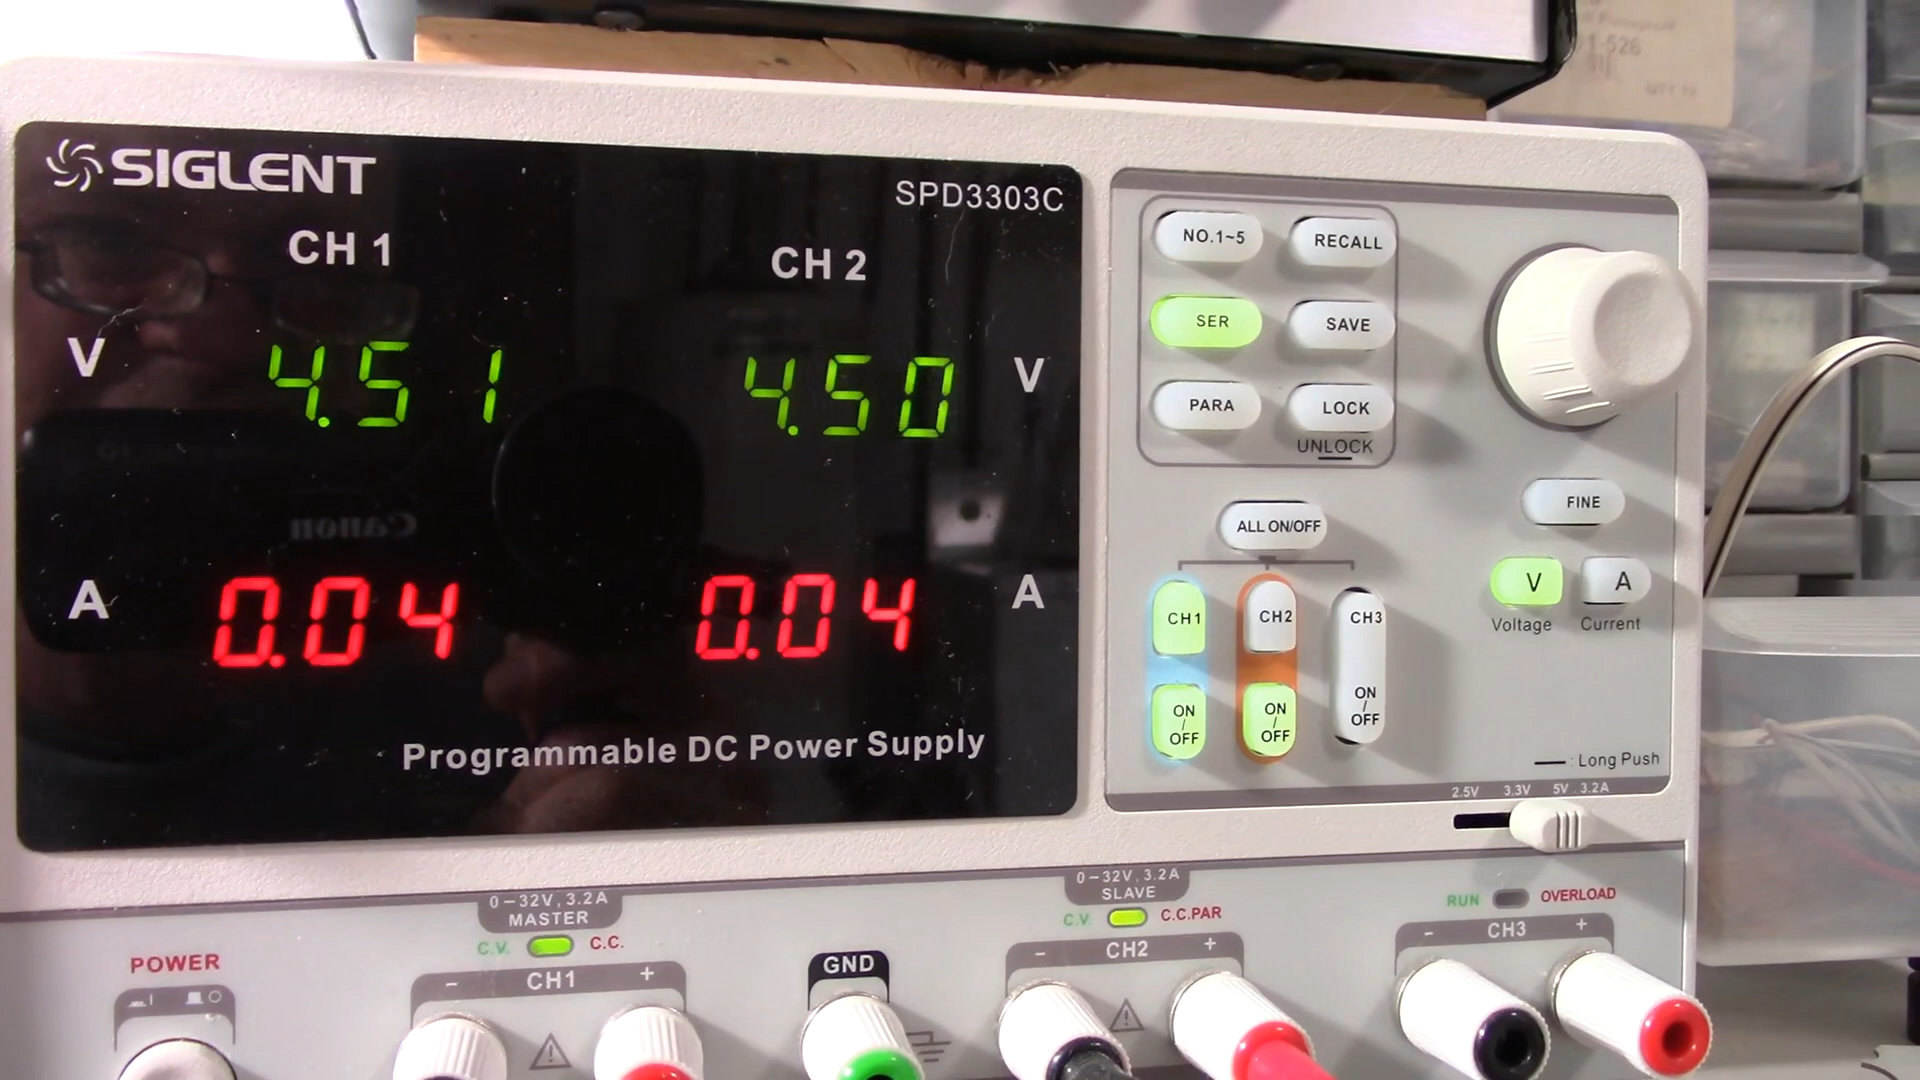 SIGLENT
SPD3303C
CH 1
CH 2
V
4.51
4.50
V
A
0.04
0.04
A
Programmable DC Power Supply
NO.1~5
RECALL
SER
SAVE
PARA
LOCK
UNLOCK
FINE
ALL ON/OFF
V
A
Voltage
Current
CH1
CH2
CH3
ON/OFF
ON/OFF
ON/OFF
: Long Push
2.5V 3.3V 5V . 3.2A
0-32V, 3.2A
MASTER
C.V.
C.C.
0-32V, 3.2A
SLAVE
C.V.
C.C.PAR
RUN
OVERLOAD
POWER
- CH1 +
GND
- CH2 +
- CH3 +
Canon